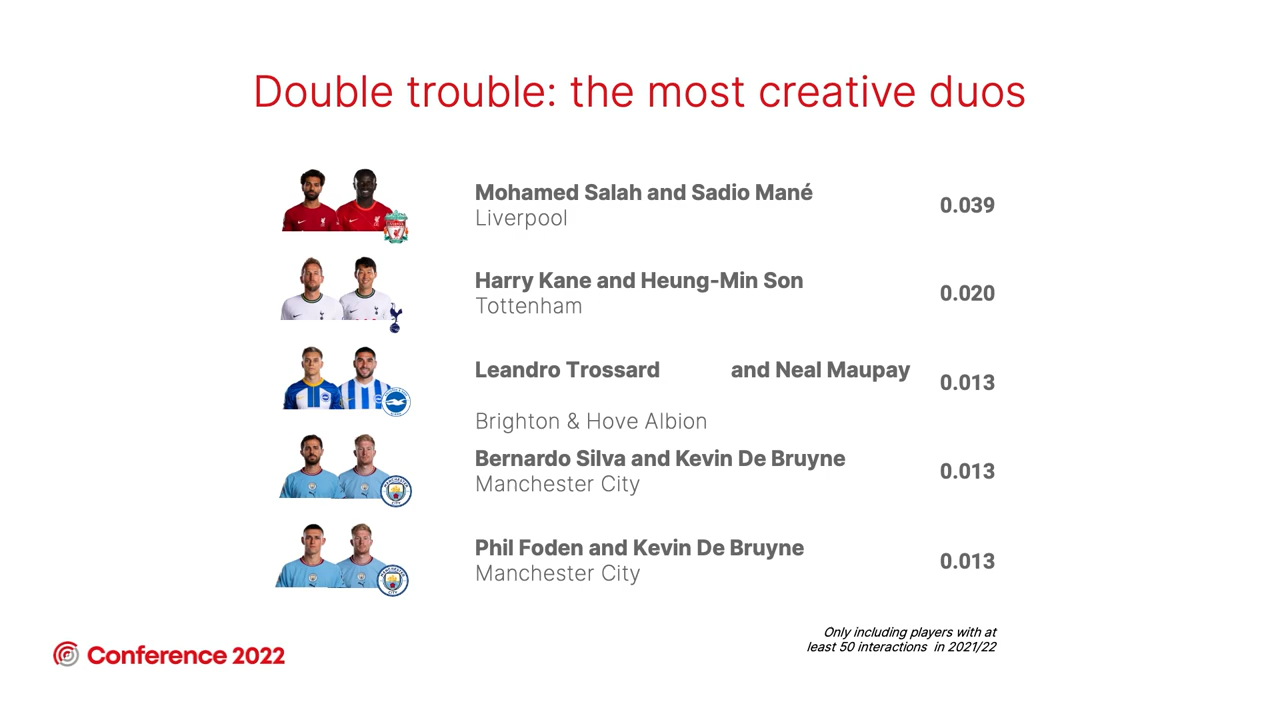 Double trouble: the most creative duos
Mohamed Salah and Sadio Mané
Liverpool
0.039
Harry Kane and Heung-Min Son
Tottenham
0.020
Leandro Trossard and Neal Maupay
Brighton & Hove Albion
0.013
Bernardo Silva and Kevin De Bruyne
Manchester City
0.013
Phil Foden and Kevin De Bruyne
Manchester City
0.013
Only including players with at
least 50 interactions in 2021/22
Conference 2022